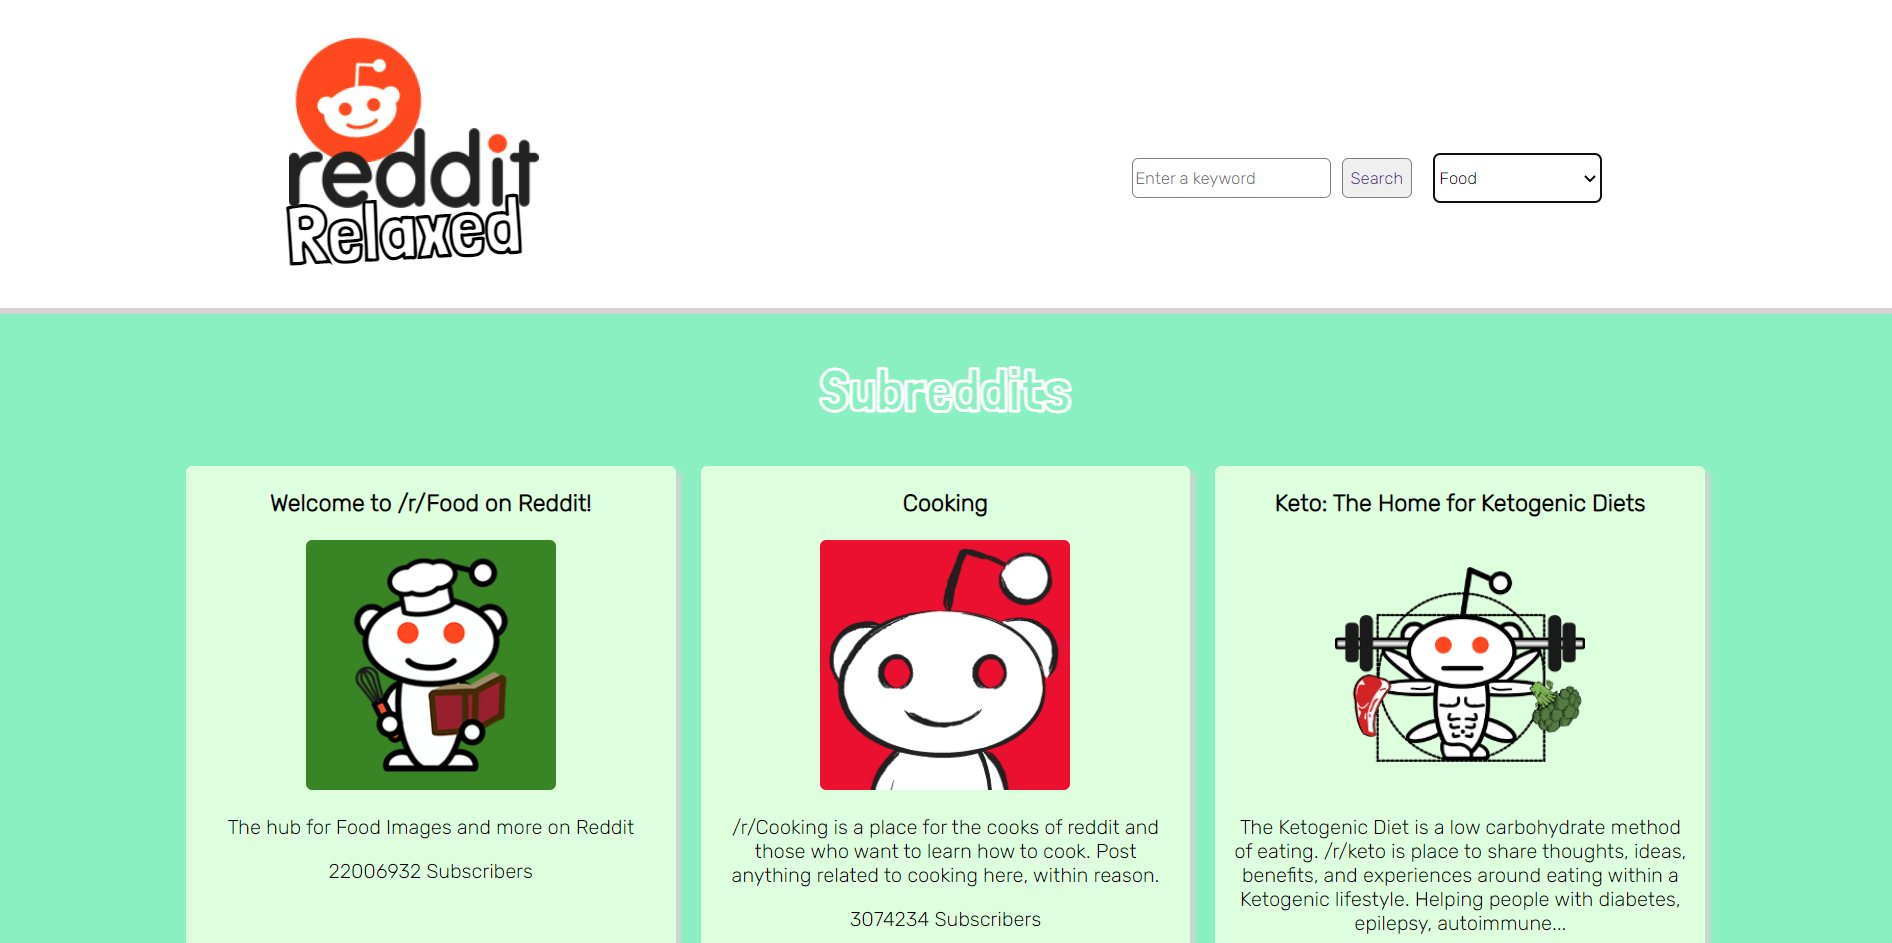 reddit
Relaxed
Enter a keyword
Search
Food
Subreddits
Welcome to /r/Food on Reddit!
The hub for Food Images and more on Reddit
22006932 Subscribers
Cooking
/r/Cooking is a place for the cooks of reddit and
those who want to learn how to cook. Post
anything related to cooking here, within reason.
3074234 Subscribers
Keto: The Home for Ketogenic Diets
The Ketogenic Diet is a low carbohydrate method
of eating. /r/keto is place to share thoughts, ideas,
benefits, and experiences around eating within a
Ketogenic lifestyle. Helping people with diabetes,
epilepsy, autoimmune...